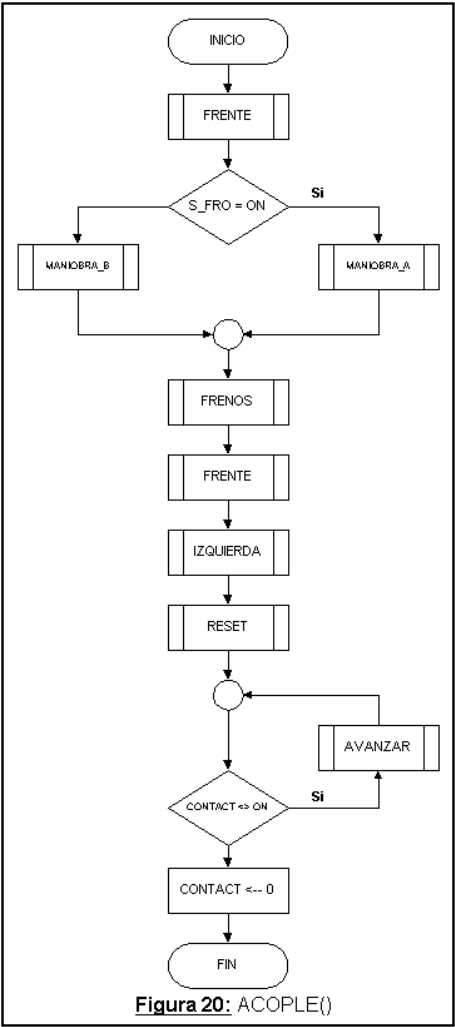 INICIO
FRENTE
S_FRO = ON
Si
MANIOBRA_B
MANIOBRA_A
FRENOS
FRENTE
IZQUIERDA
RESET
AVANZAR
CONTACT <> ON
Si
CONTACT <-- 0
FIN
Figura 20: ACOPLE()